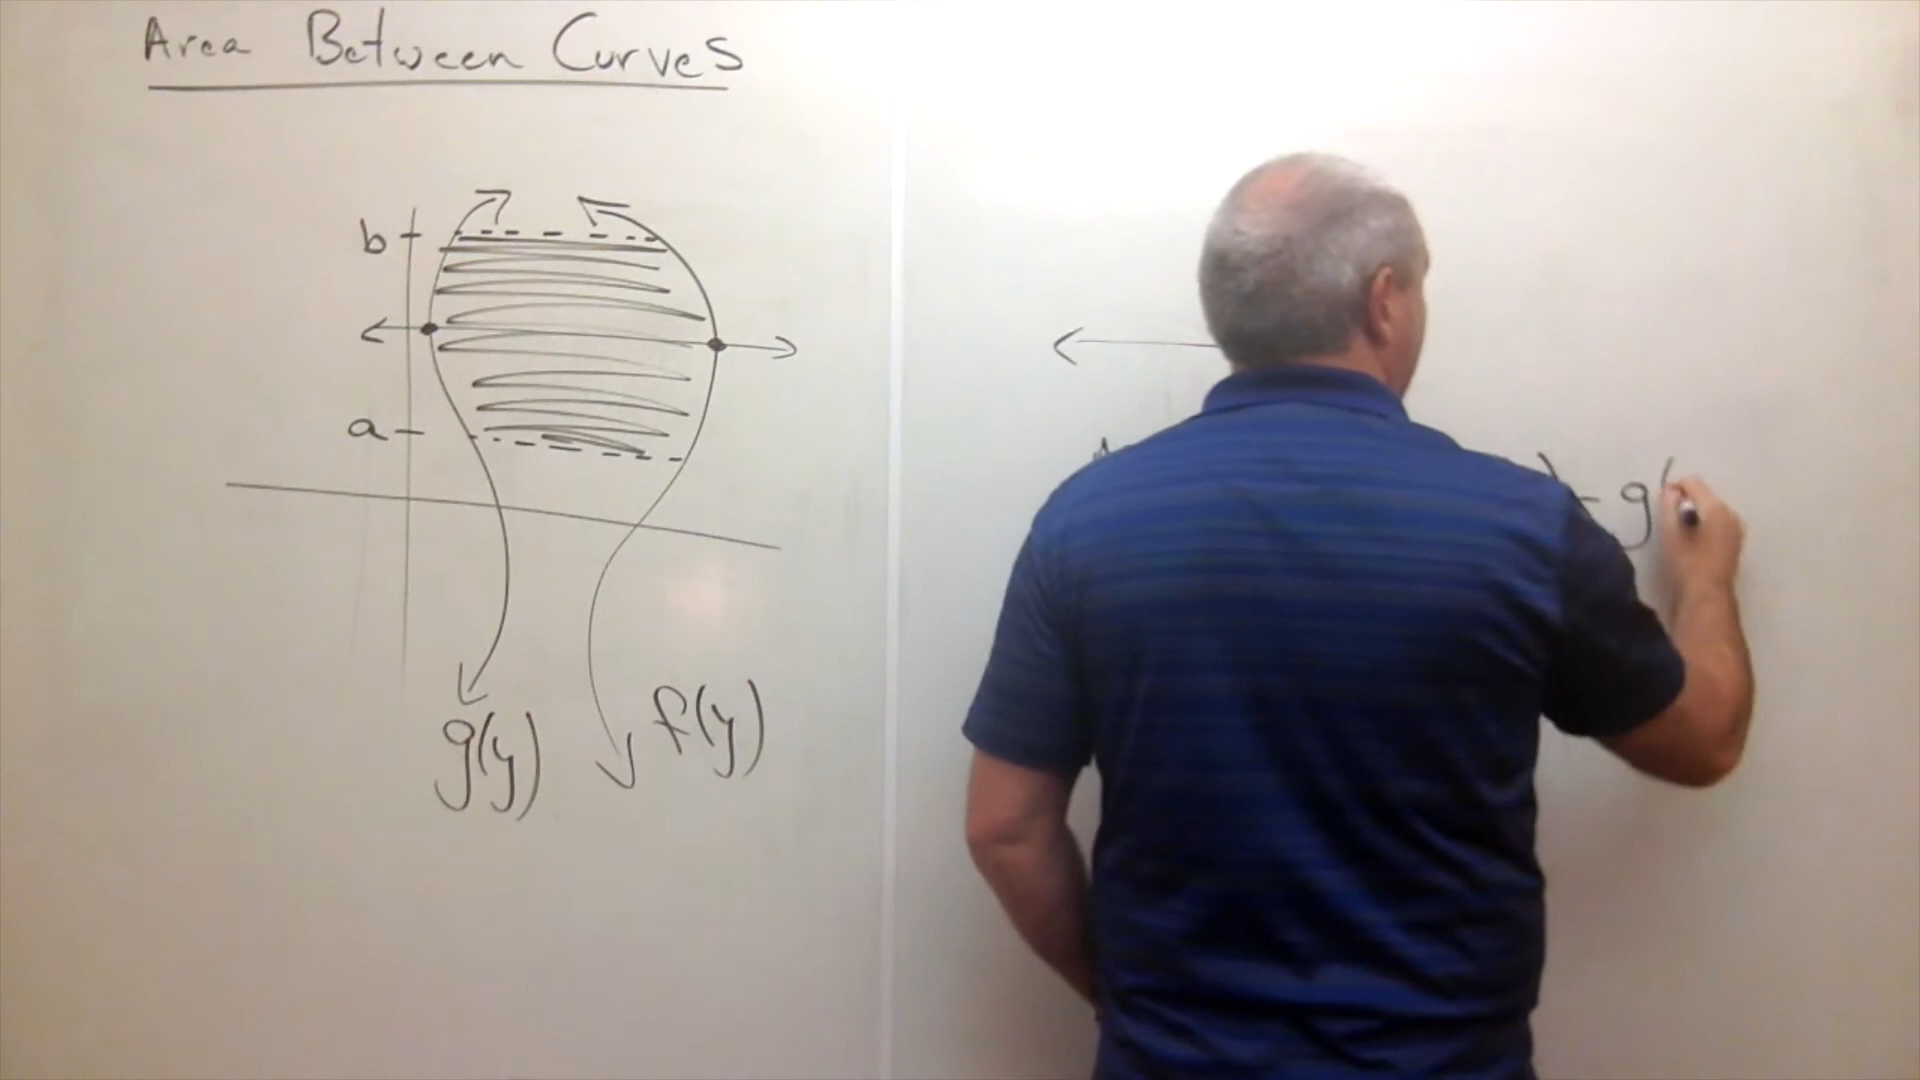 Area Between Curves
b
a
g(y)
f(y)
A
) - g(